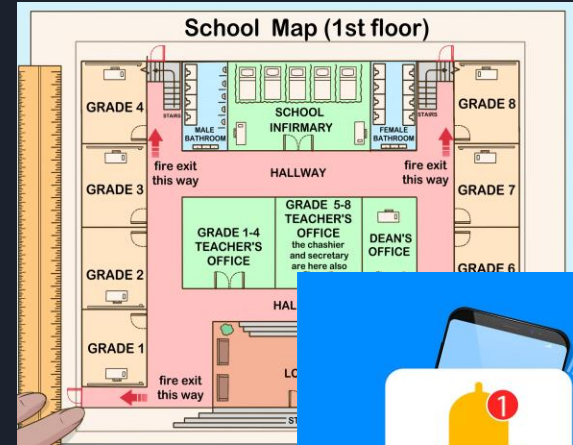 School Map (1st floor)
GRADE 4
STAIRS
MALE
BATHROOM
SCHOOL
INFIRMARY
FEMALE
BATHROOM
STAIRS
GRADE 8
fire exit
this way
HALLWAY
fire exit
this way
GRADE 3
GRADE 7
GRADE 1-4
TEACHER'S
OFFICE
GRADE 5-8
TEACHER'S
OFFICE
the chashier
and secretary
are here also
DEAN'S
OFFICE
GRADE 2
GRADE 6
GRADE 1
fire exit
this way
1